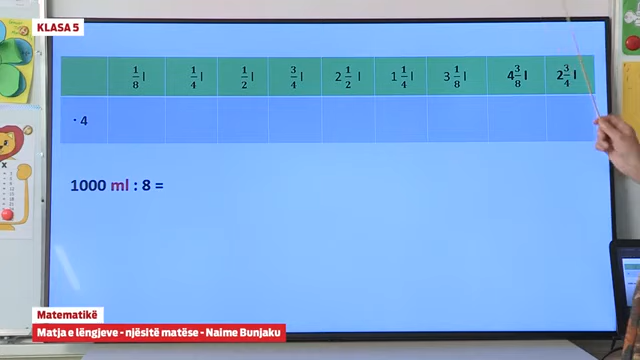 KLASA 5
1/8 l 1/4 l 1/2 l 3/4 l 2 1/2 l 1 1/4 l 3 1/8 l 4 3/8 l 2 3/4 l
· 4
1000 ml : 8 =
Matematikë
Matja e lëngjeve - njësitë matëse - Naime Bunjaku